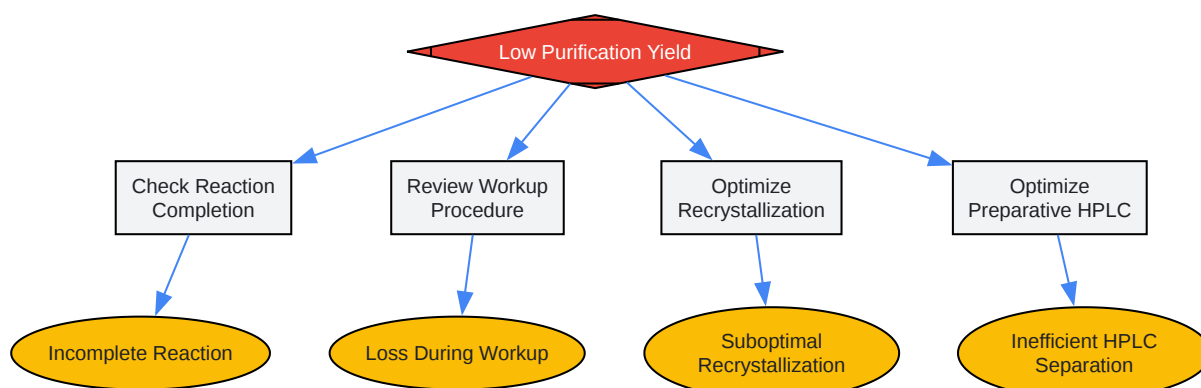 Low Purification Yield
Check Reaction
Completion
Review Workup
Procedure
Optimize
Recrystallization
Optimize
Preparative HPLC
Incomplete Reaction
Loss During Workup
Suboptimal
Recrystallization
Inefficient HPLC
Separation